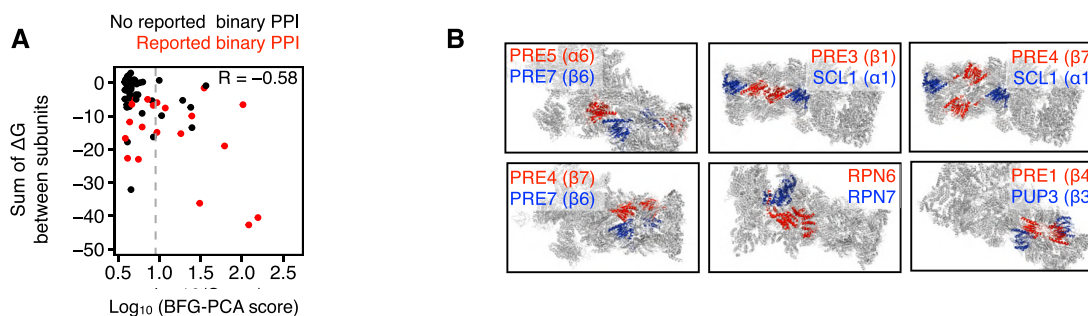 A
No reported binary PPI
Reported binary PPI
R = −0.58
Sum of ΔG
between subunits
0
−10
−20
−30
−40
−50
0.5 1.0 1.5 2.0 2.5
Log10 (BFG-PCA score)
B
PRE5 (α6)
PRE7 (β6)
PRE3 (β1)
SCL1 (α1)
PRE4 (β7
SCL1 (α1
PRE4 (β7)
PRE7 (β6)
RPN6
RPN7
PRE1 (β4
PUP3 (β3